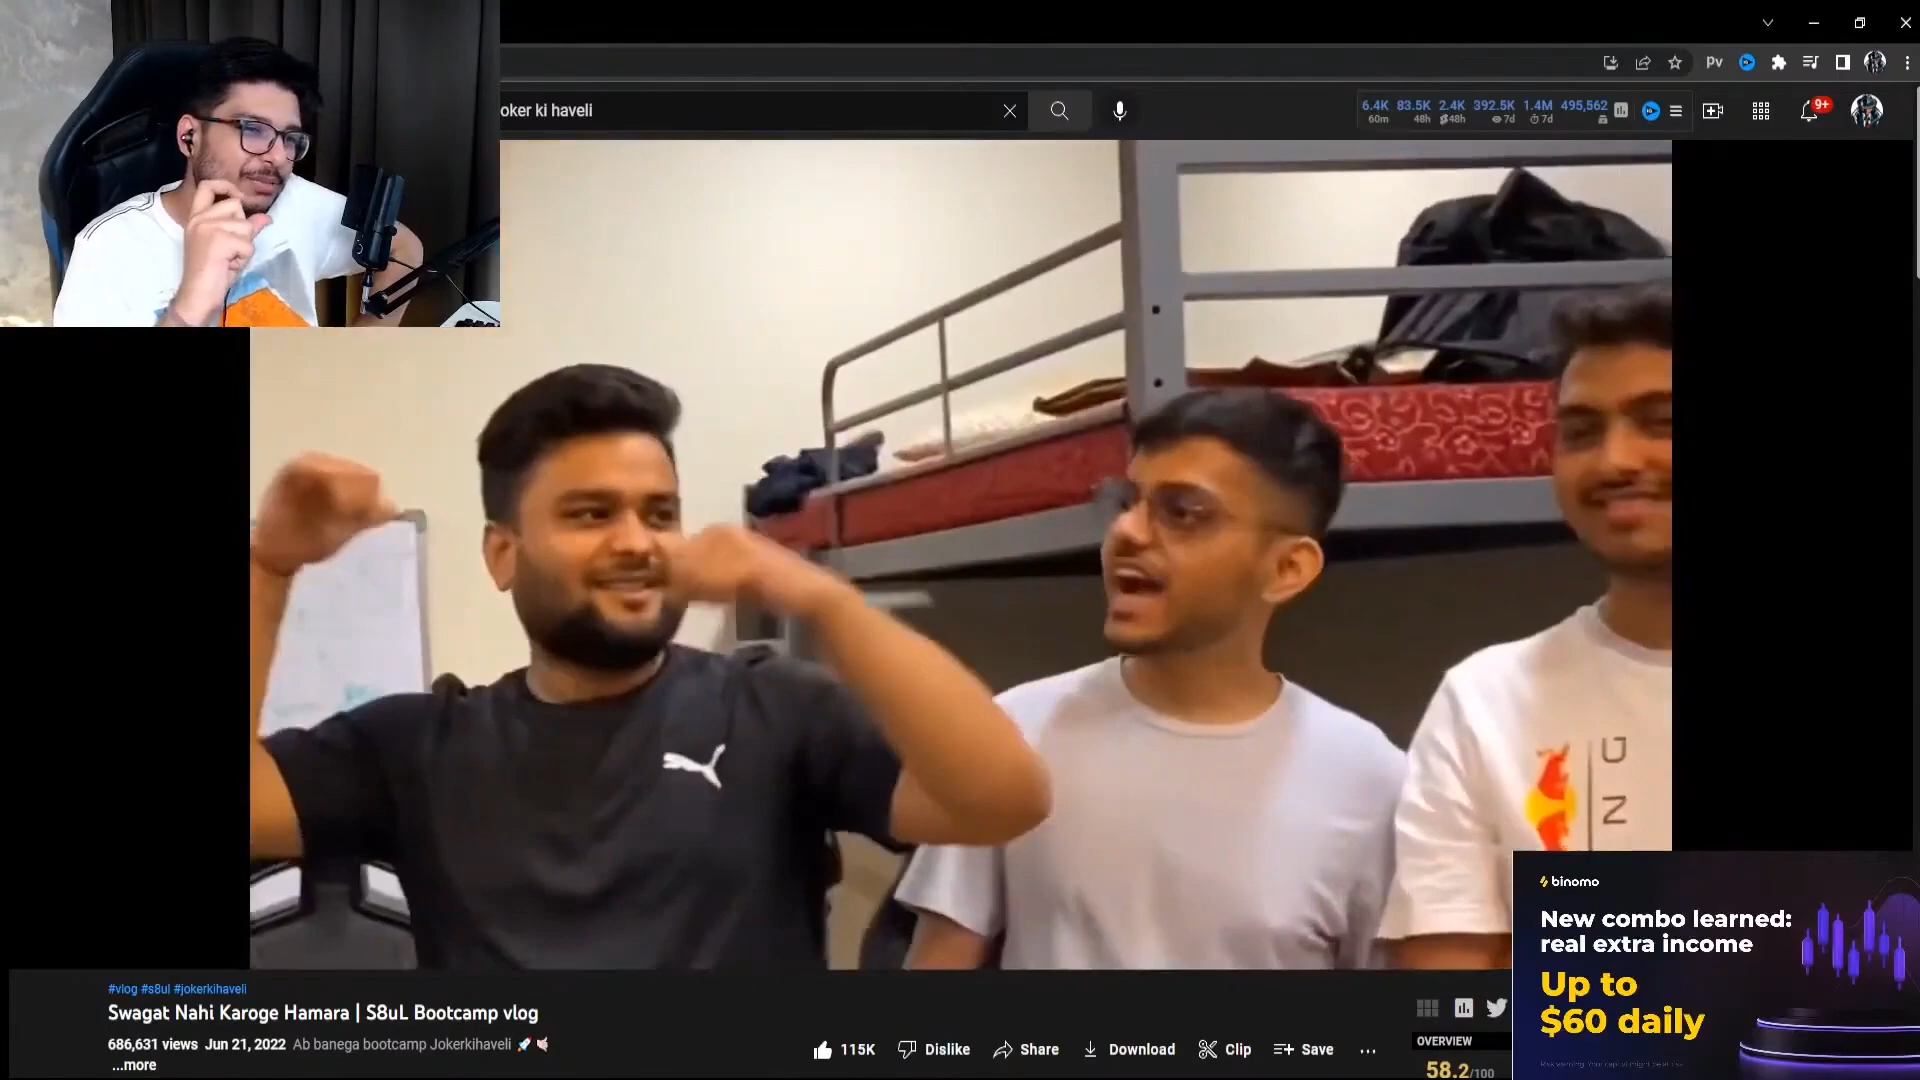 oker ki haveli
6.4K 83.5K 2.4K 392.5K 1.4M 495,562
60m 48h 48h 7d 7d
PV
9+
N G
#vlog #s8ul #jokerkihaveli
Swagat Nahi Karoge Hamara | S8uL Bootcamp vlog
686,631 views Jun 21, 2022 Ab banega bootcamp Jokerkihaveli 🚀 🤙🏻
...more
115K Dislike Share Download Clip Save ...
OVERVIEW
58.2/100
binomo
New combo learned:
real extra income
Up to
$60 daily